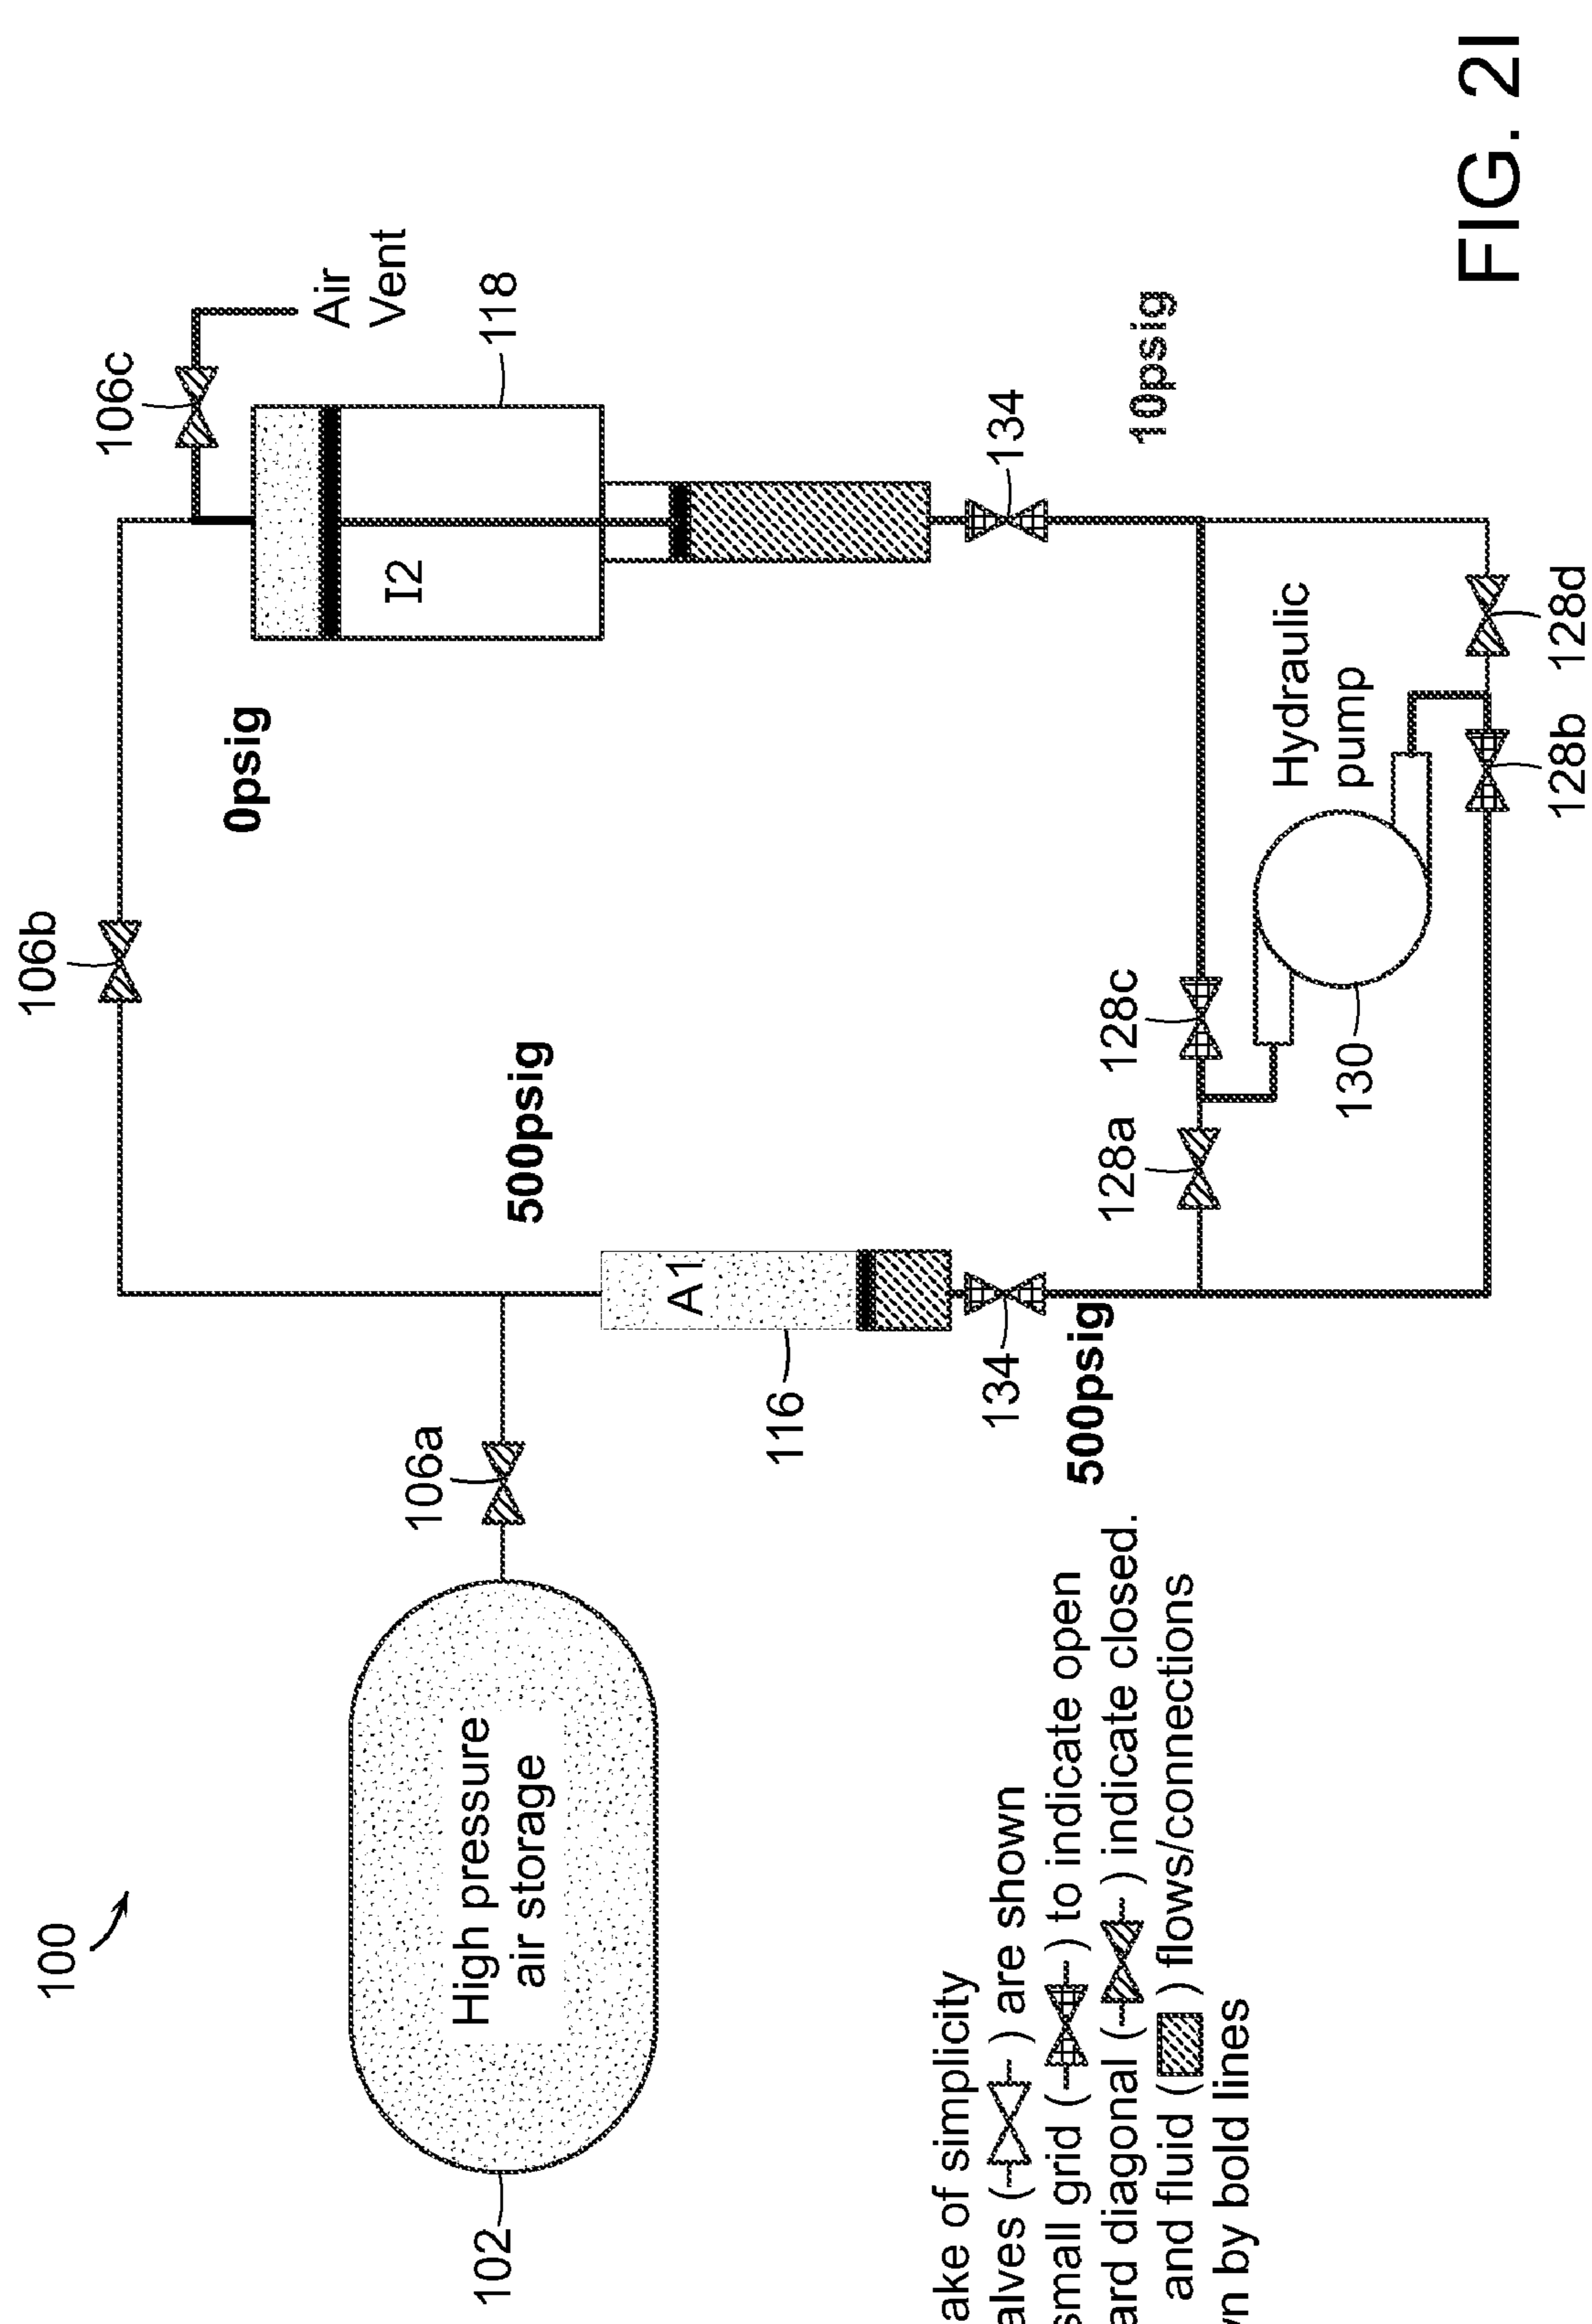 100
102
High pressure
air storage
106a
106b
106c
Air
Vent
0psig
500psig
I2
118
A1
116
134
500psig
134
10psig
128a
128c
Hydraulic
pump
130
128b
128d
ake of simplicity
alves ( ) are shown
small grid ( ) to indicate open
ard diagonal ( ) indicate closed.
and fluid ( ) flows/connections
n by bold lines
FIG. 2I